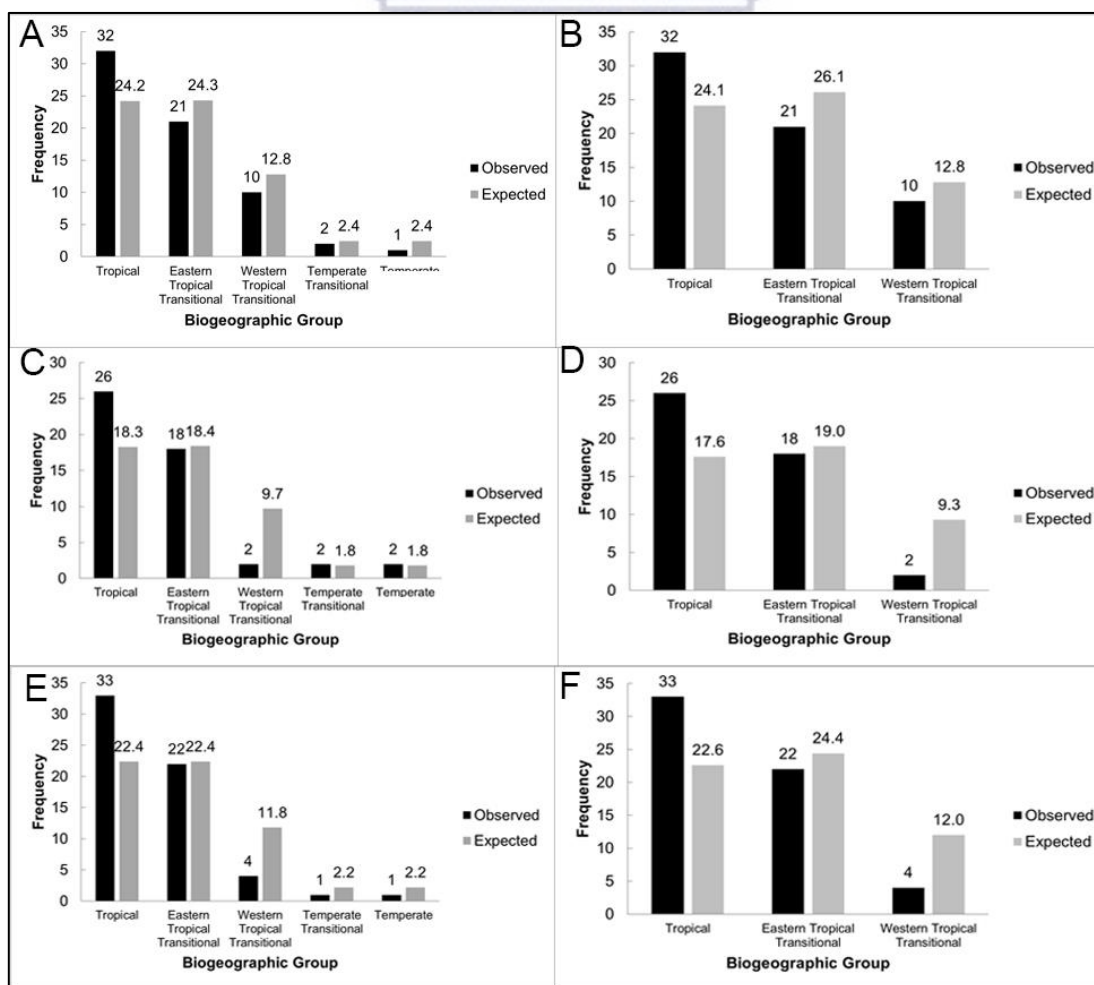 A
35
30
25
20
15
10
5
0
Frequency
32
24.2
21
24.3
10
12.8
2
2.4
1
2.4
Tropical
Eastern
Tropical
Transitional
Western
Tropical
Transitional
Temperate
Transitional
Temperate
Biogeographic Group
Observed
Expected
B
35
30
25
20
15
10
5
0
Frequency
32
24.1
21
26.1
10
12.8
Tropical
Eastern Tropical
Transitional
Western Tropical
Transitional
Biogeographic Group
Observed
Expected
C
30
25
20
15
10
5
0
Frequency
26
18.3
18
18.4
2
9.7
2
1.8
2
1.8
Tropical
Eastern
Tropical
Transitional
Western
Tropical
Transitional
Temperate
Transitional
Temperate
Biogeographic Group
Observed
Expected
D
30
25
20
15
10
5
0
Frequency
26
17.6
18
19.0
2
9.3
Tropical
Eastern Tropical
Transitional
Western Tropical
Transitional
Biogeographic Group
Observed
Expected
E
35
30
25
20
15
10
5
0
Frequency
33
22.4
22
22.4
4
11.8
1
2.2
1
2.2
Tropical
Eastern
Tropical
Transitional
Western
Tropical
Transitional
Temperate
Transitional
Temperate
Biogeographic Group
Observed
Expected
F
35
30
25
20
15
10
5
0
Frequency
33
22.6
22
24.4
4
12.0
Tropical
Eastern Tropical
Transitional
Western Tropical
Transitional
Biogeographic Group
Observed
Expected